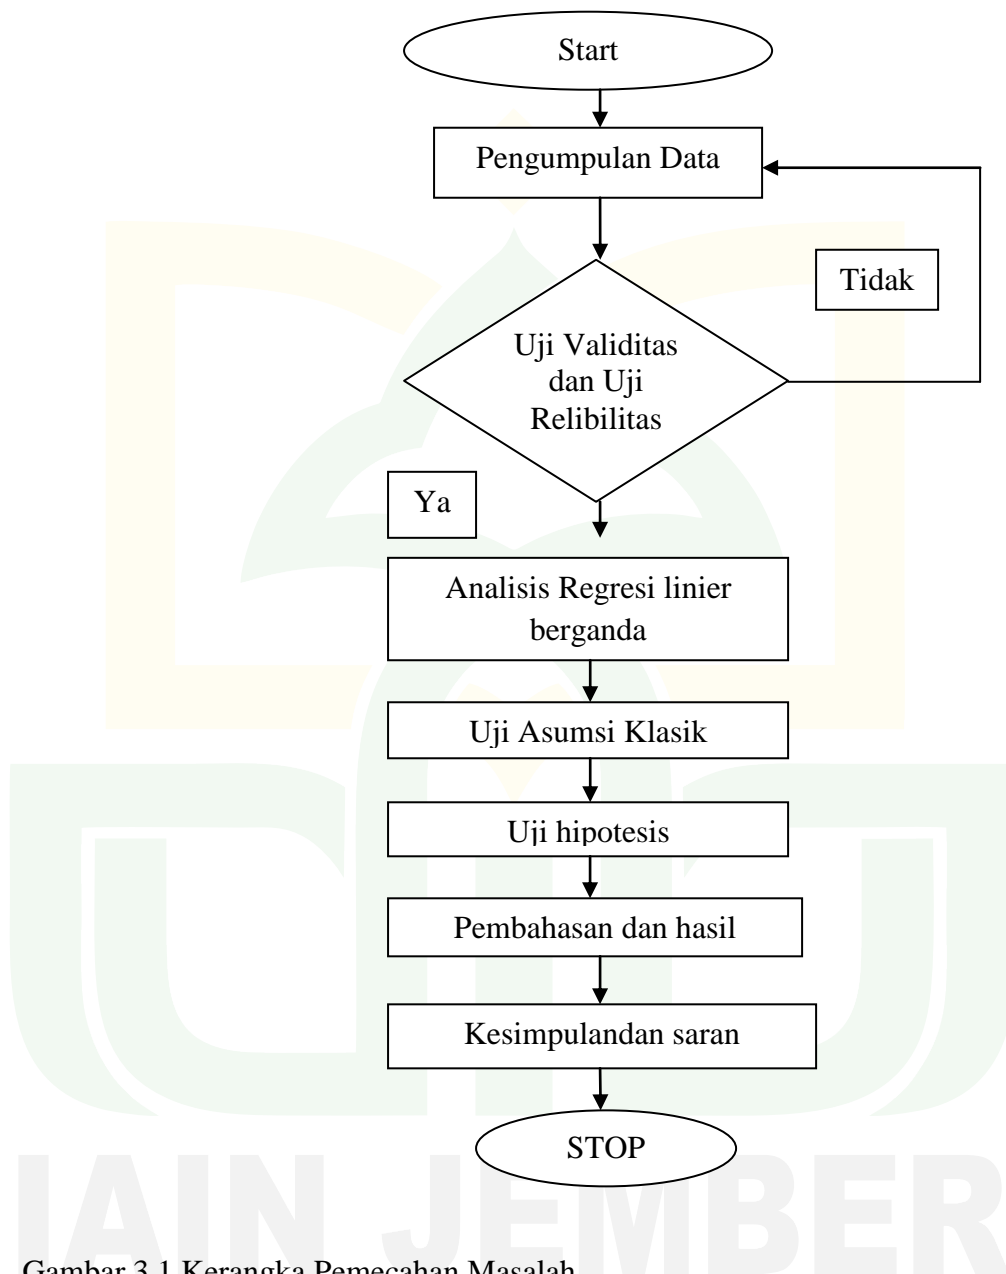 Start
Pengumpulan Data
Tidak
Uji Validitas
dan Uji
Relibilitas
Ya
Analisis Regresi linier
berganda
Uji Asumsi Klasik
Uji hipotesis
Pembahasan dan hasil
Kesimpulandan saran
STOP
IAIN JEMBER
Gambar 3.1 Kerangka Pemecahan Masalah